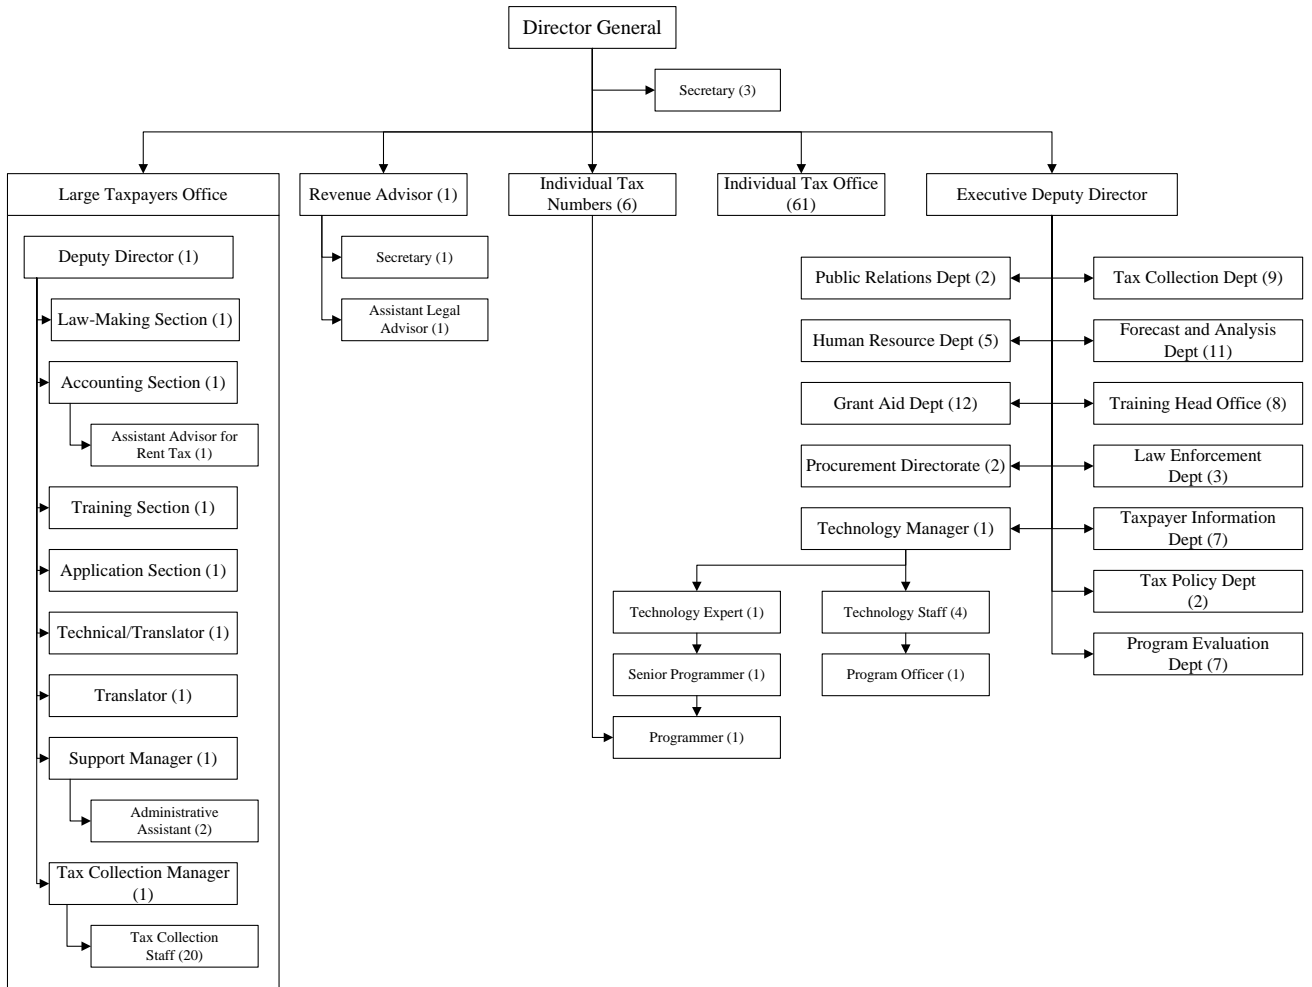 Director General
Secretary (3)
Large Taxpayers Office
Deputy Director (1)
Law-Making Section (1)
Accounting Section (1)
Assistant Advisor for
Rent Tax (1)
Training Section (1)
Application Section (1)
Technical/Translator (1)
Translator (1)
Support Manager (1)
Administrative
Assistant (2)
Tax Collection Manager
(1)
Tax Collection
Staff (20)
Revenue Advisor (1)
Secretary (1)
Assistant Legal
Advisor (1)
Individual Tax
Numbers (6)
Individual Tax Office
(61)
Executive Deputy Director
Public Relations Dept (2)
Tax Collection Dept (9)
Human Resource Dept (5)
Forecast and Analysis
Dept (11)
Grant Aid Dept (12)
Training Head Office (8)
Procurement Directorate (2)
Law Enforcement
Dept (3)
Technology Manager (1)
Taxpayer Information
Dept (7)
Tax Policy Dept
(2)
Program Evaluation
Dept (7)
Technology Expert (1)
Technology Staff (4)
Senior Programmer (1)
Program Officer (1)
Programmer (1)